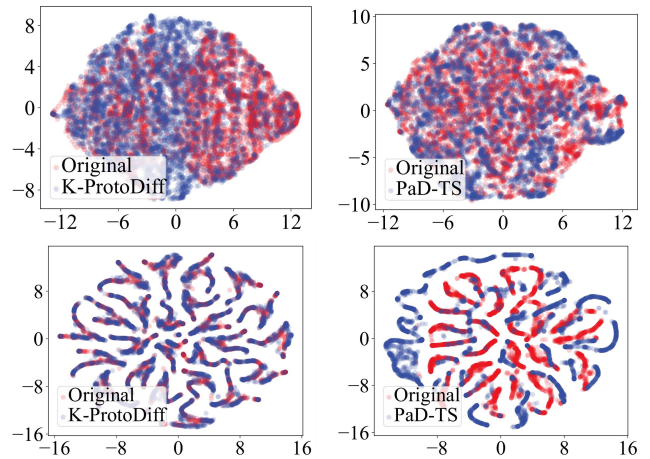 8
4
0
−4
−8
Original
K-ProtoDiff
−12 −6 0 6 12
10
5
0
−5
−10
Original
PaD-TS
−12 −6 0 6 12
8
0
−8
−16
Original
K-ProtoDiff
−16 −8 0 8 16
8
0
−8
−16
Original
PaD-TS
−8 0 8 16